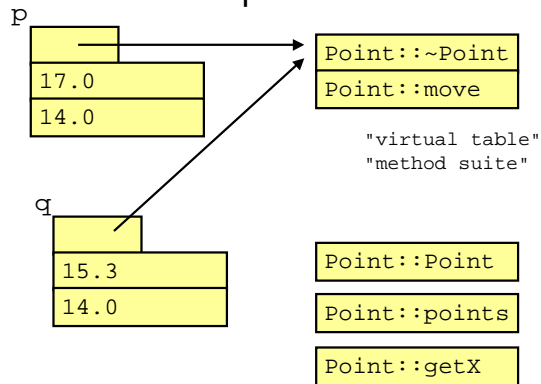 p
17.0
14.0
Point::~Point
Point::move
"virtual table"
"method suite"
q
15.3
14.0
Point::Point
Point::points
Point::getX